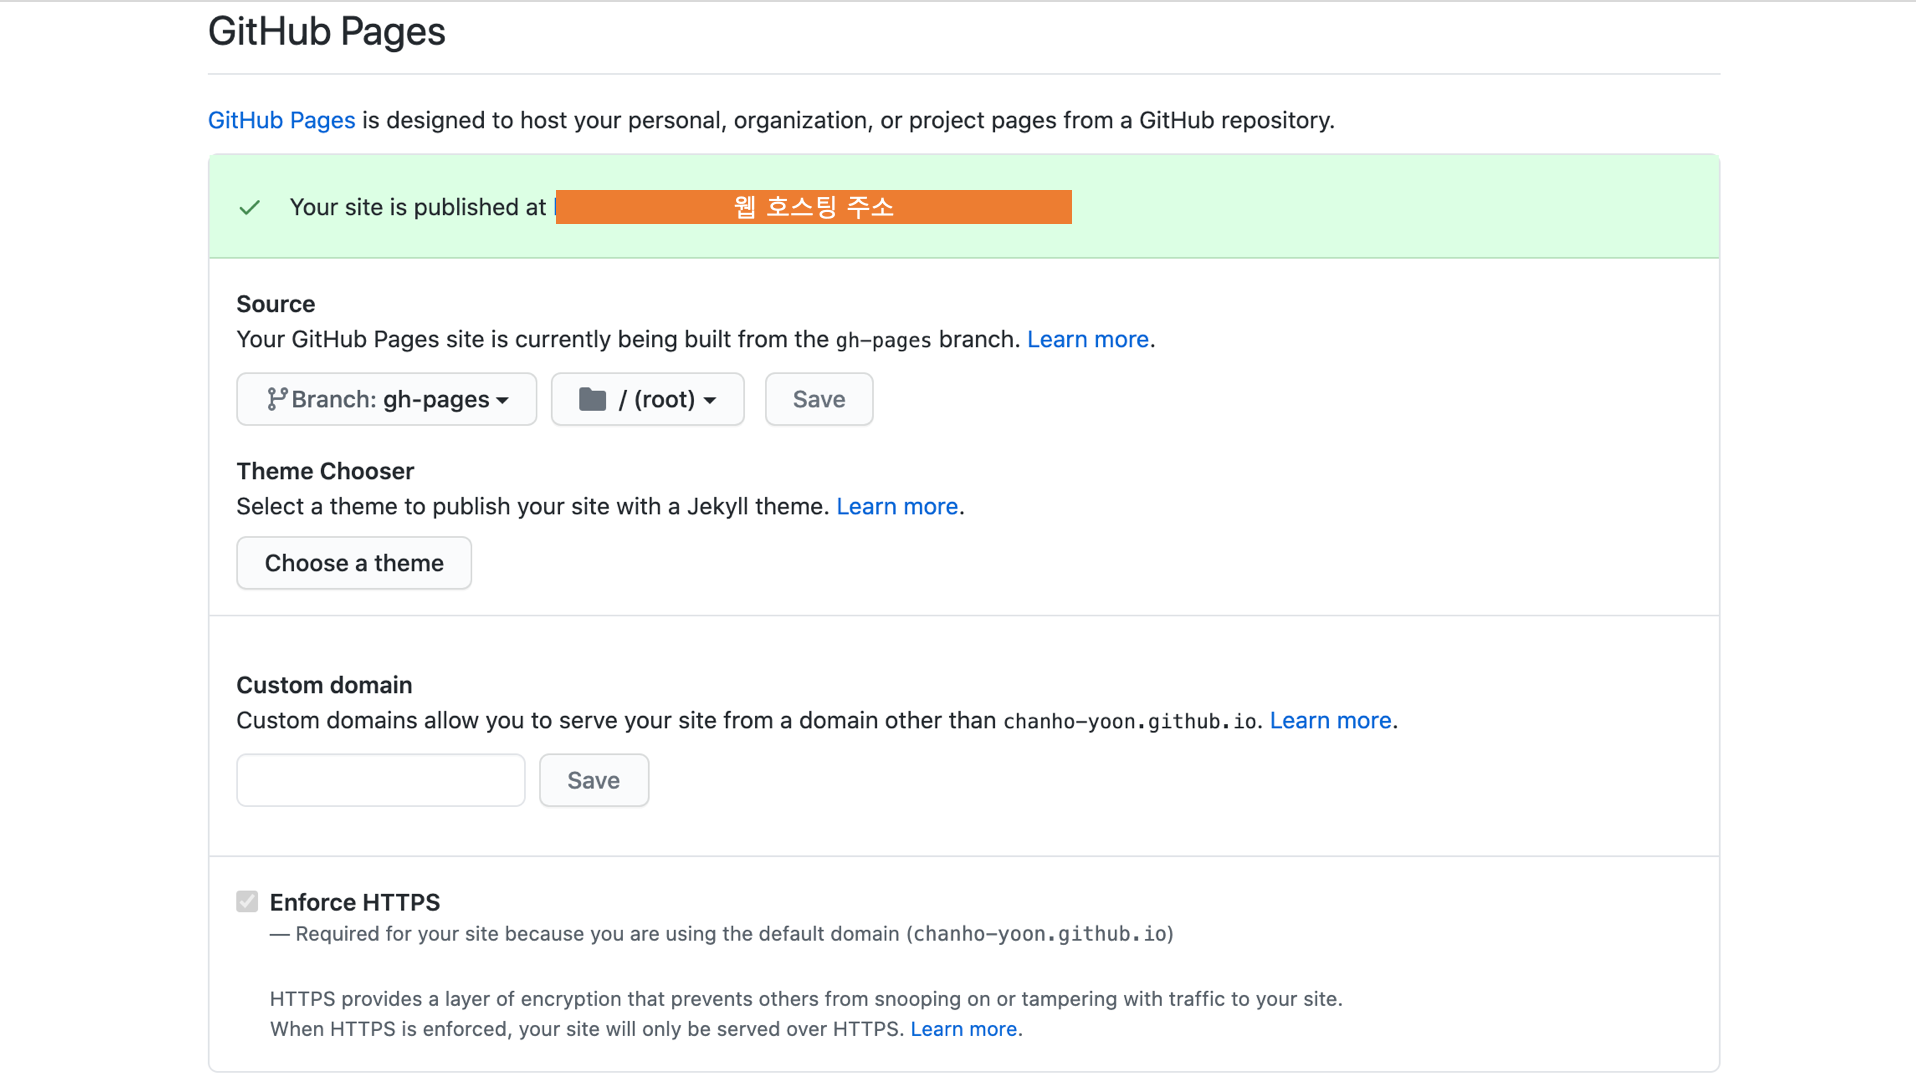 GitHub Pages
GitHub Pages is designed to host your personal, organization, or project pages from a GitHub repository.
Your site is published at 웹 호스팅 주소
Source
Your GitHub Pages site is currently being built from the gh-pages branch. Learn more.
Branch: gh-pages / (root) Save
Theme Chooser
Select a theme to publish your site with a Jekyll theme. Learn more.
Choose a theme
Custom domain
Custom domains allow you to serve your site from a domain other than chanho-yoon.github.io. Learn more.
Save
Enforce HTTPS
— Required for your site because you are using the default domain (chanho-yoon.github.io)
HTTPS provides a layer of encryption that prevents others from snooping on or tampering with traffic to your site.
When HTTPS is enforced, your site will only be served over HTTPS. Learn more.